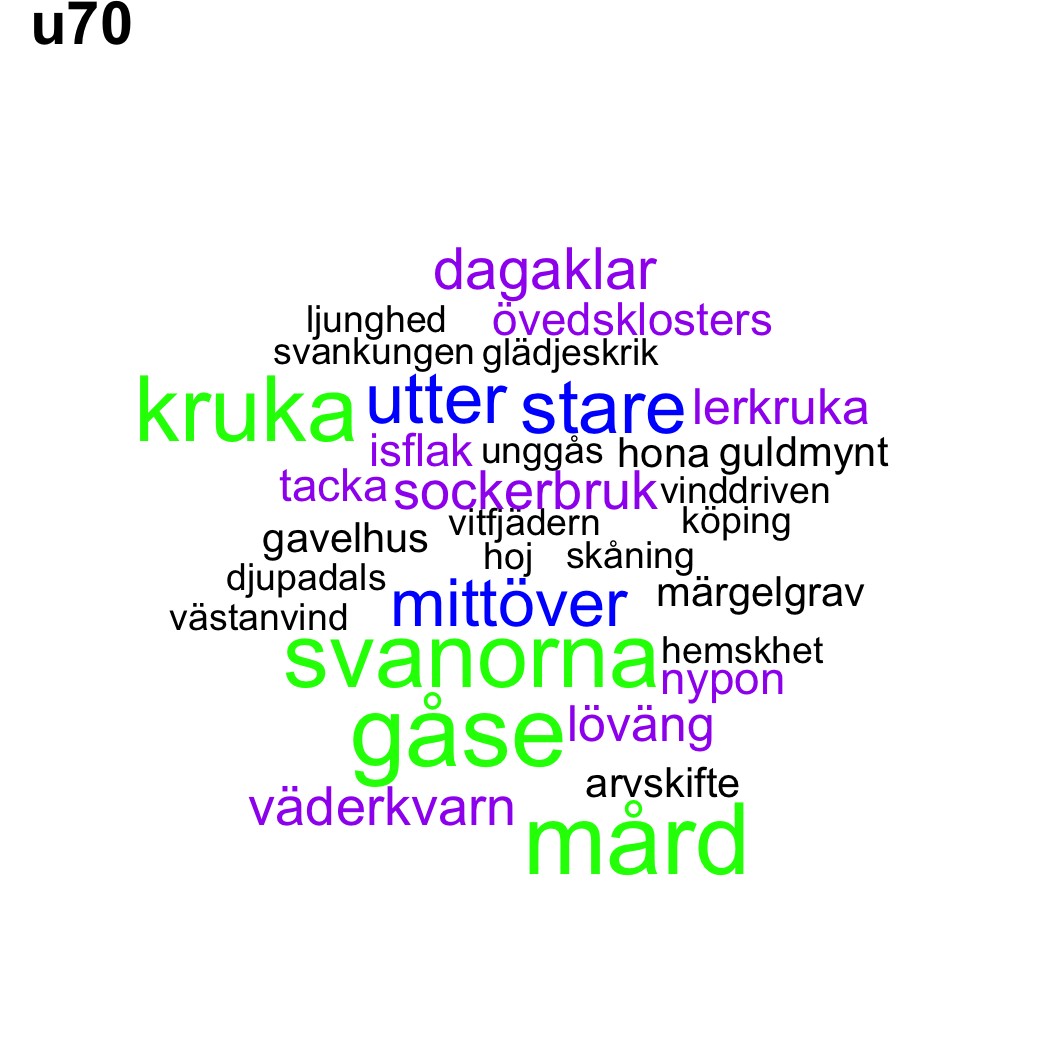 u70
dagaklar
ljunghed övedsklosters
svankungen glädjeskrik
kruka utter stare lerkruka
isflak unggås hona guldmynt
tacka sockerbruk vinddriven
vitfjädern köping
gavelhus hoj skåning
djupadals mittöver märgelgrav
västanvind
svanorna hemskhet
nypon
gåse löväng
arvskifte
väderkvarn mård